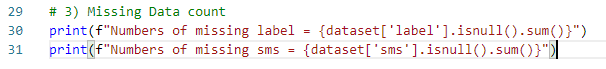 29 # 3) Missing Data count
30 print(f"Numbers of missing label = {dataset['label'].isnull().sum()}")
31 print(f"Numbers of missing sms = {dataset['sms'].isnull().sum()}")